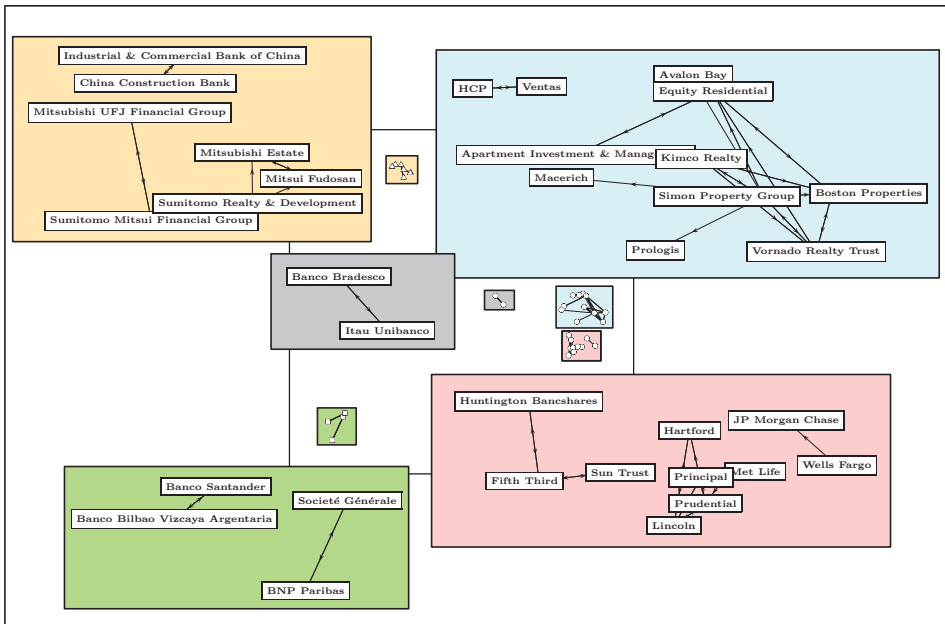 Industrial & Commercial Bank of China
China Construction Bank
Mitsubishi UFJ Financial Group
Mitsubishi Estate
Mitsui Fudosan
Sumitomo Realty & Development
Sumitomo Mitsui Financial Group
Avalon Bay
HCP
Ventas
Equity Residential
Apartment Investment & Manag
Kimco Realty
Macerich
Simon Property Group
Boston Properties
Prologis
Vornado Realty Trust
Banco Bradesco
Itau Unibanco
Huntington Bancshares
JP Morgan Chase
Hartford
Wells Fargo
Sun Trust
Fifth Third
Principal
Met Life
Prudential
Lincoln
Banco Santander
Societé Générale
Banco Bilbao Vizcaya Argentaria
BNP Paribas